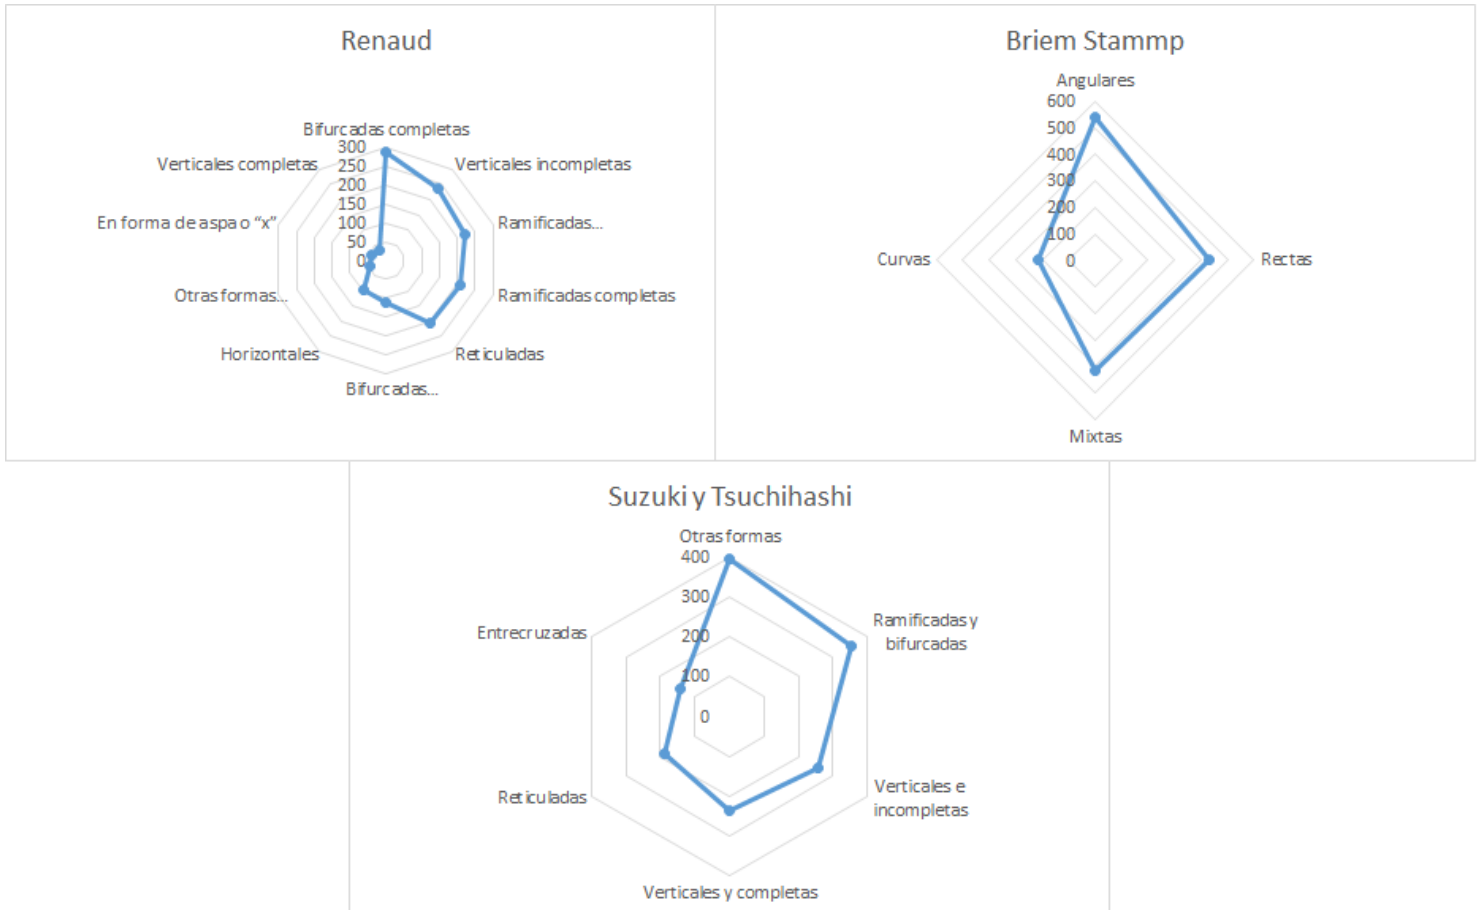 Renaud
Bifurcadas completas
300
250
200
150
100
50
0
Verticales completas
Verticales incompletas
En forma de aspa o “x”
Ramificadas...
Otras formas...
Ramificadas completas
Horizontales
Reticuladas
Bifurcadas...
Briem Stammp
Angulares
600
500
400
300
200
100
0
Curvas
Rectas
Mixtas
Suzuki y Tsuchihashi
Otras formas
400
300
200
100
0
Entrecruzadas
Ramificadas y
bifurcadas
Reticuladas
Verticales e
incompletas
Verticales y completas